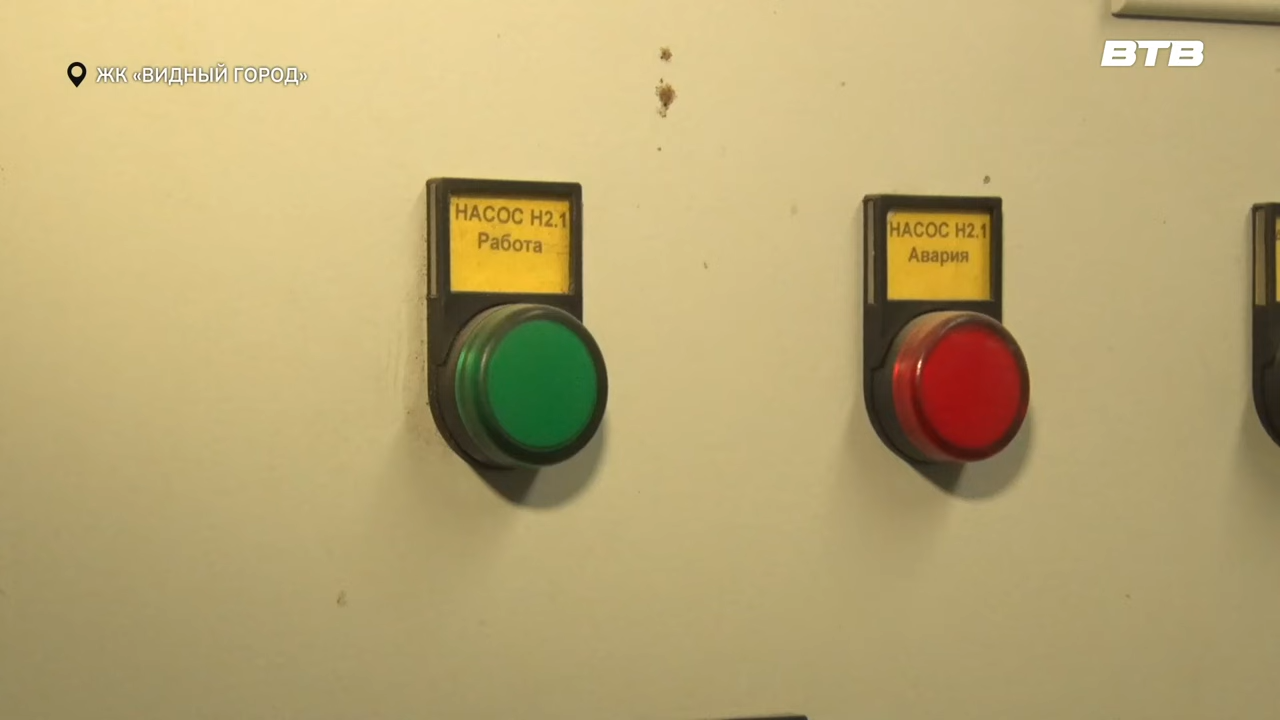 ЖК «ВИДНЫЙ ГОРОД»
ВТВ
НАСОС Н2.1
Работа
НАСОС Н2.1
Авария